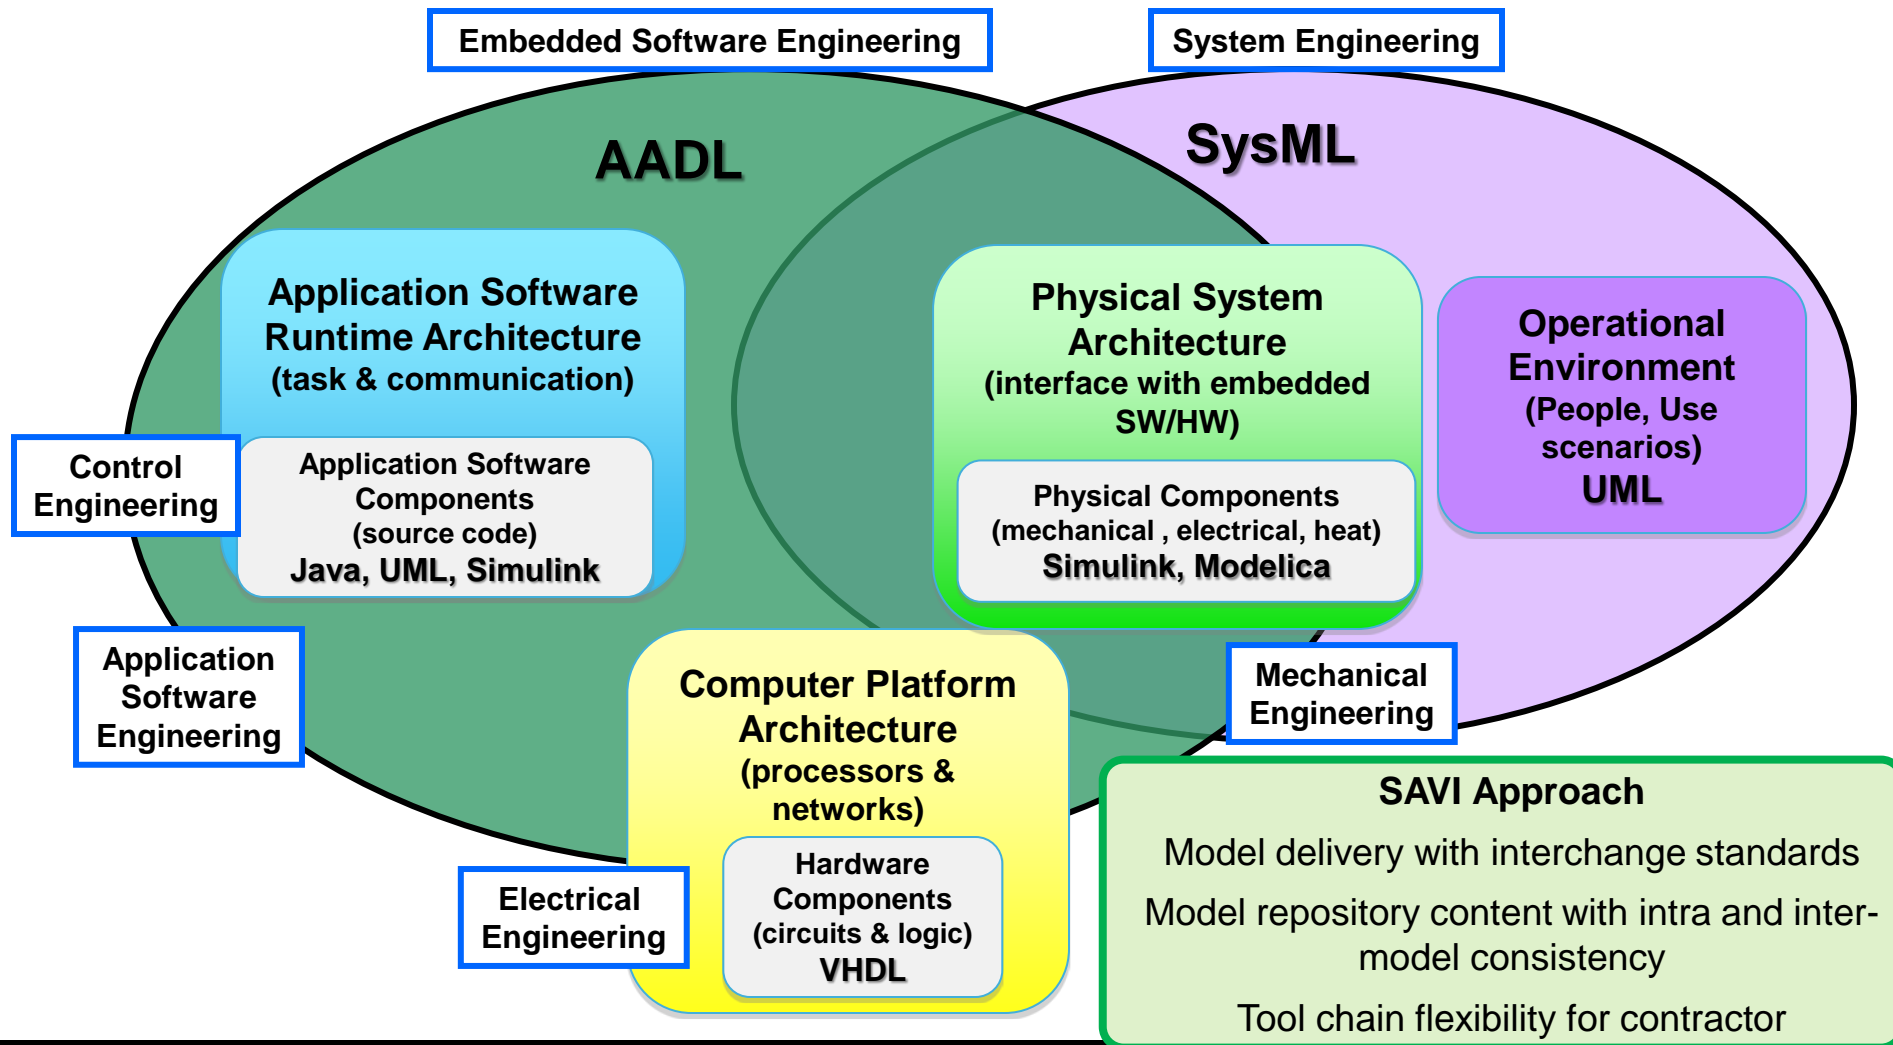 Embedded Software Engineering
System Engineering
AADL
SysML
Application Software
Runtime Architecture
(task & communication)
Application Software
Components
(source code)
Java, UML, Simulink
Physical System
Architecture
(interface with embedded
SW/HW)
Physical Components
(mechanical , electrical, heat)
Simulink, Modelica
Operational
Environment
(People, Use
scenarios)
UML
Control
Engineering
Application
Software
Engineering
Computer Platform
Architecture
(processors &
networks)
Hardware
Components
(circuits & logic)
VHDL
Electrical
Engineering
Mechanical
Engineering
SAVI Approach
Model delivery with interchange standards
Model repository content with intra and inter-
model consistency
Tool chain flexibility for contractor